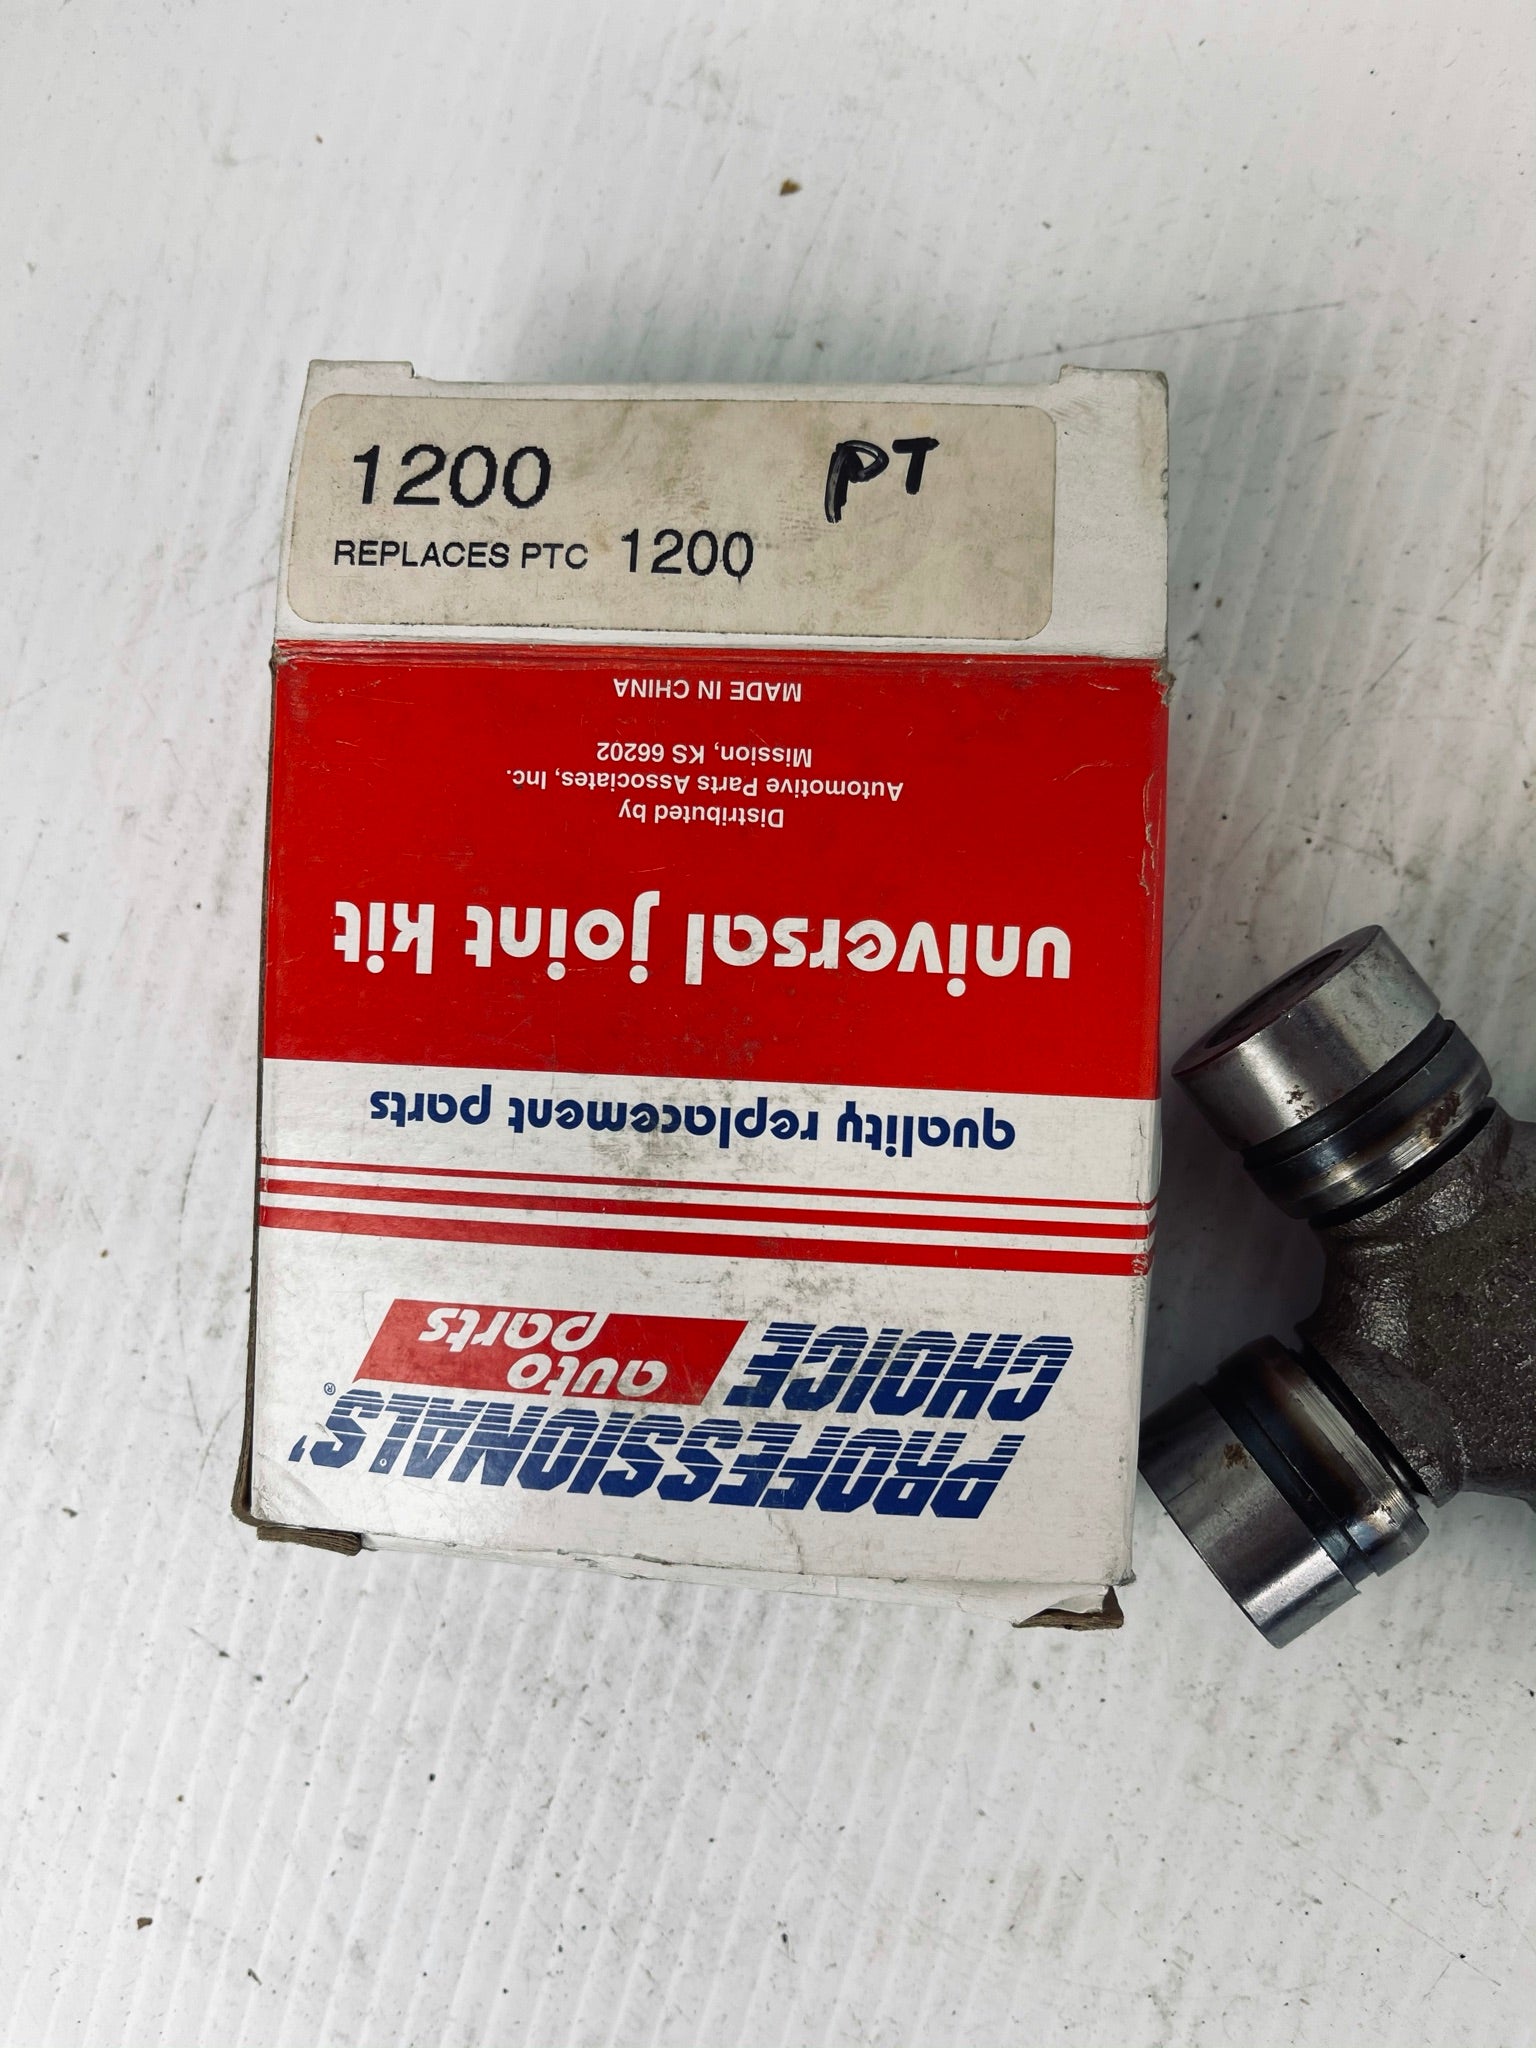 1200 PT
REPLACES PTC 1200
PROFESSIONALS'®
CHOICE auto parts
quality replacement parts
universal joint kit
Distributed by
Automotive Parts Associates, Inc.
Mission, KS 66202
MADE IN CHINA